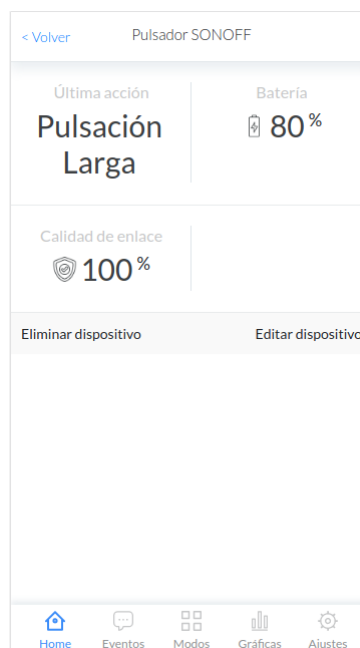 < Volver
Pulsador SONOFF
Última acción
Pulsación
Larga
Batería
80 %
Calidad de enlace
100 %
Eliminar dispositivo
Editar dispositivo
Home
Eventos
Modos
Gráficas
Ajustes